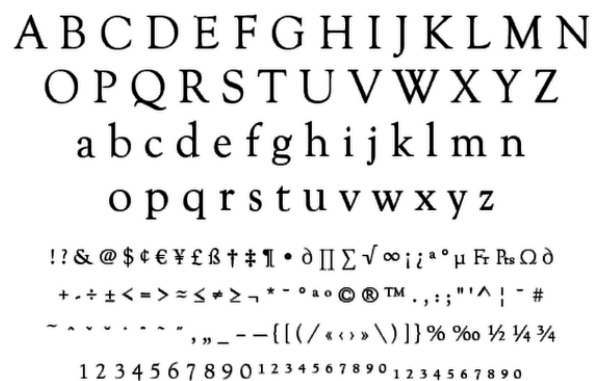 A B C D E F G H I J K L M N
O P Q R S T U V W X Y Z
a b c d e f g h i j k l m n
o p q r s t u v w x y z
! ? & @ $ ¢ € ¥ £ ß † ‡ ¶ • ∂ ∏ ∑ √ ∞ ¡ ¿ ª º µ ₣ ₧ Ω ∂
+ - ÷ ± < = > ≈ ≤ ≠ ≥ ¬ * ¯ ° ª º © ® ™ . , : ; " ' ^ ¦ ¯ #
~ ˆ ˘ ˇ ˙ ˆ ˜ ˝ , „ _ – — { [ ( / « ‹ › » \ ) ] } % ‰ ½ ¼ ¾
1 2 3 4 5 6 7 8 9 0 ¹ ² ³ ⁴ ⁵ ⁶ ⁷ ⁸ ⁹ ⁰ ₁ ₂ ₃ ₄ ₅ ₆ ₇ ₈ ₉ ₀